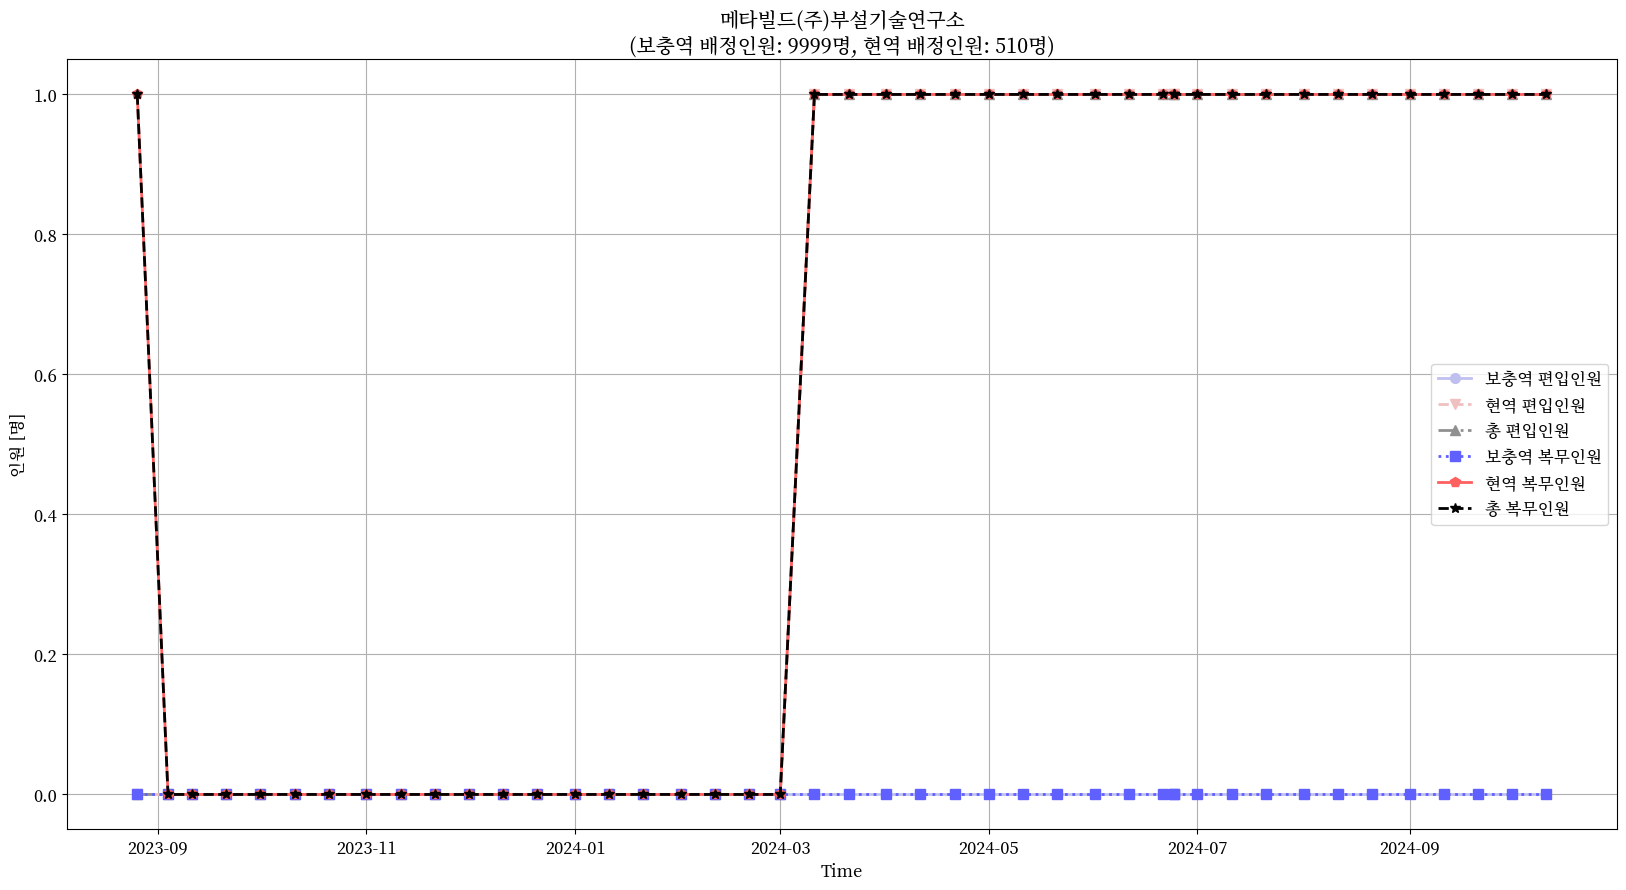 메타빌드(주)부설기술연구소
(보충역 배정인원: 9999명, 현역 배정인원: 510명)
1.0
0.8
0.6
0.4
0.2
0.0
인원 [명]
보충역 편입인원
현역 편입인원
총 편입인원
보충역 복무인원
현역 복무인원
총 복무인원
2023-09 2023-11 2024-01 2024-03 2024-05 2024-07 2024-09
Time